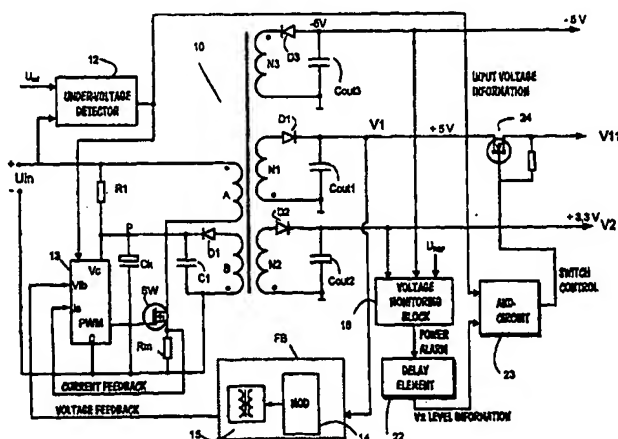 12
10
-5V
- 5 V
D3
N3
Cout3
UNDER-VOLTAGE
DETECTOR
INPUT VOLTAGE
INFORMATION
24
D1
V1
+ 5V
V11
N1
Cout1
+
-
Uin
R1
A
D2
+ 3,3 V
V2
P
13
Vc
Ck
D1
C1
B
N2
Cout2
SW
Vfb
Is
PWM
Rm
VOLTAGE
MONITORING
BLOCK
18
AND-
CIRCUIT
23
SWITCH
CONTROL
POWER
ALARM
FB
CURRENT FEEDBACK
VOLTAGE FEEDBACK
MOD
15
14
DELAY
ELEMENT
22
V2 LEVEL INFORMATION